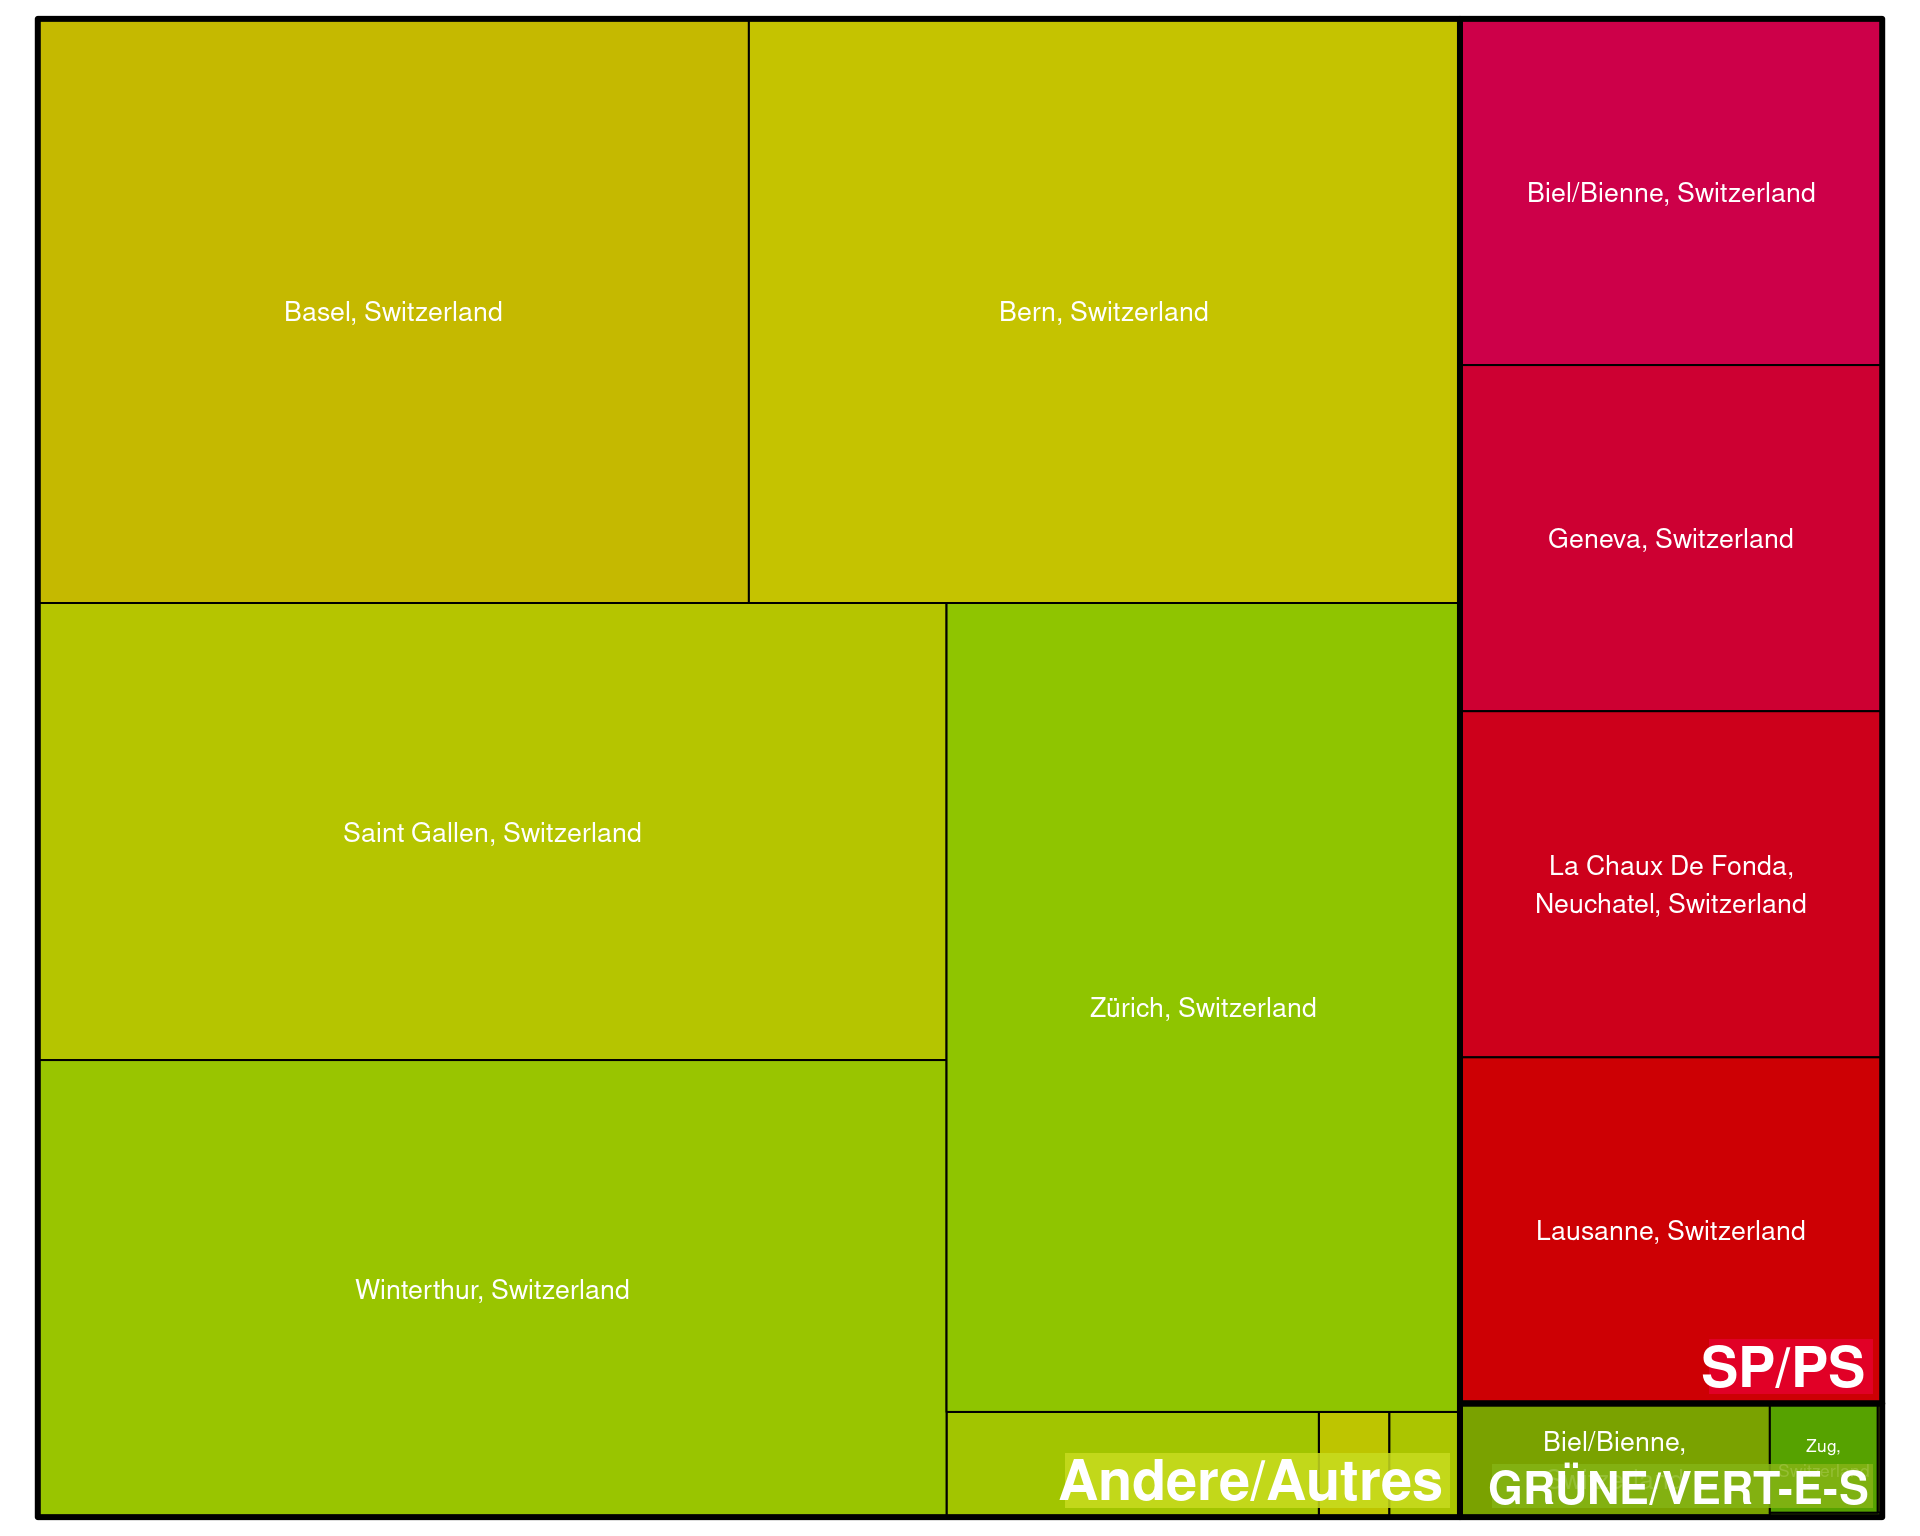 Basel, Switzerland
Bern, Switzerland
Biel/Bienne, Switzerland
Geneva, Switzerland
Saint Gallen, Switzerland
La Chaux De Fonda,
Neuchatel, Switzerland
Zürich, Switzerland
Lausanne, Switzerland
Winterthur, Switzerland
SP/PS
Andere/Autres
Biel/Bienne,
Zug,
Switzerland
GRÜNE/VERT-E-S